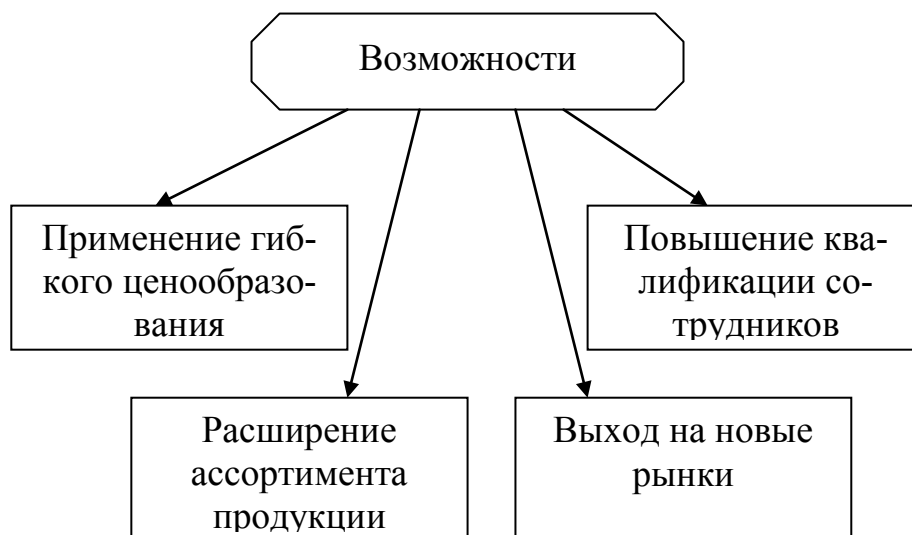 Возможности
Применение гиб-
кого ценообразо-
вания
Повышение ква-
лификации со-
трудников
Расширение
ассортимента
продукции
Выход на новые
рынки